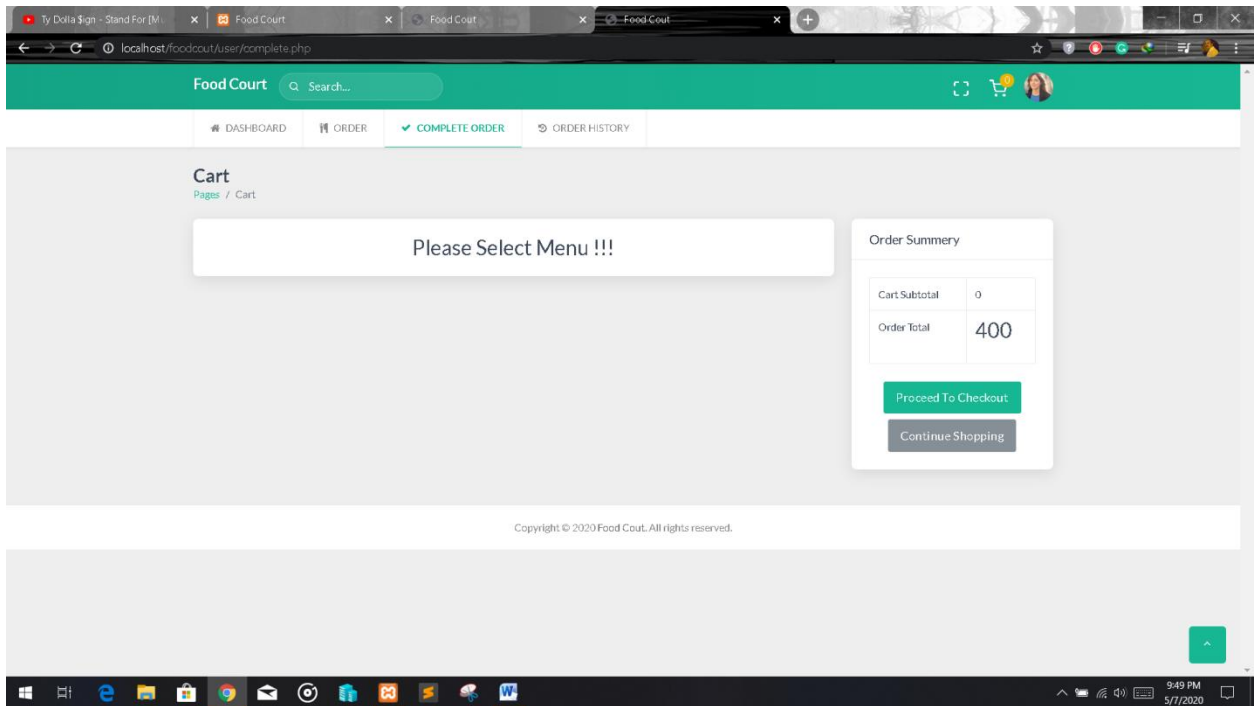 Ty Dolla $ign - Stand For [M
Food Court
Food Cout
Food Cout
localhost/foodcout/user/complete.php
Food Court
Search...
0
DASHBOARD
ORDER
COMPLETE ORDER
ORDER HISTORY
Cart
Pages / Cart
Please Select Menu !!!
Order Summery
Cart Subtotal 0
Order Total 400
Proceed To Checkout
Continue Shopping
Copyright © 2020 Food Cout. All rights reserved.
9:49 PM
5/7/2020